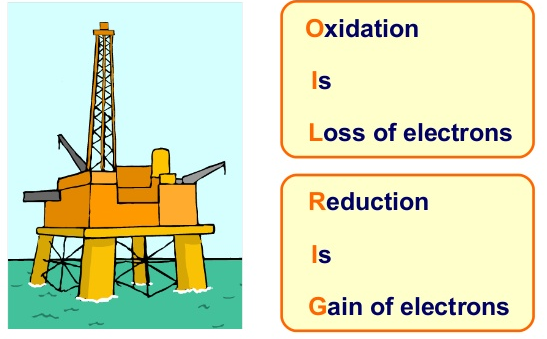 Oxidation
Is
Loss of electrons
Reduction
Is
Gain of electrons